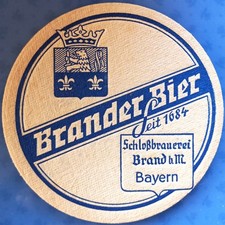 Brander Bier
Seit 1684
Schloßbrauerei
Brand b.M.
Bayern